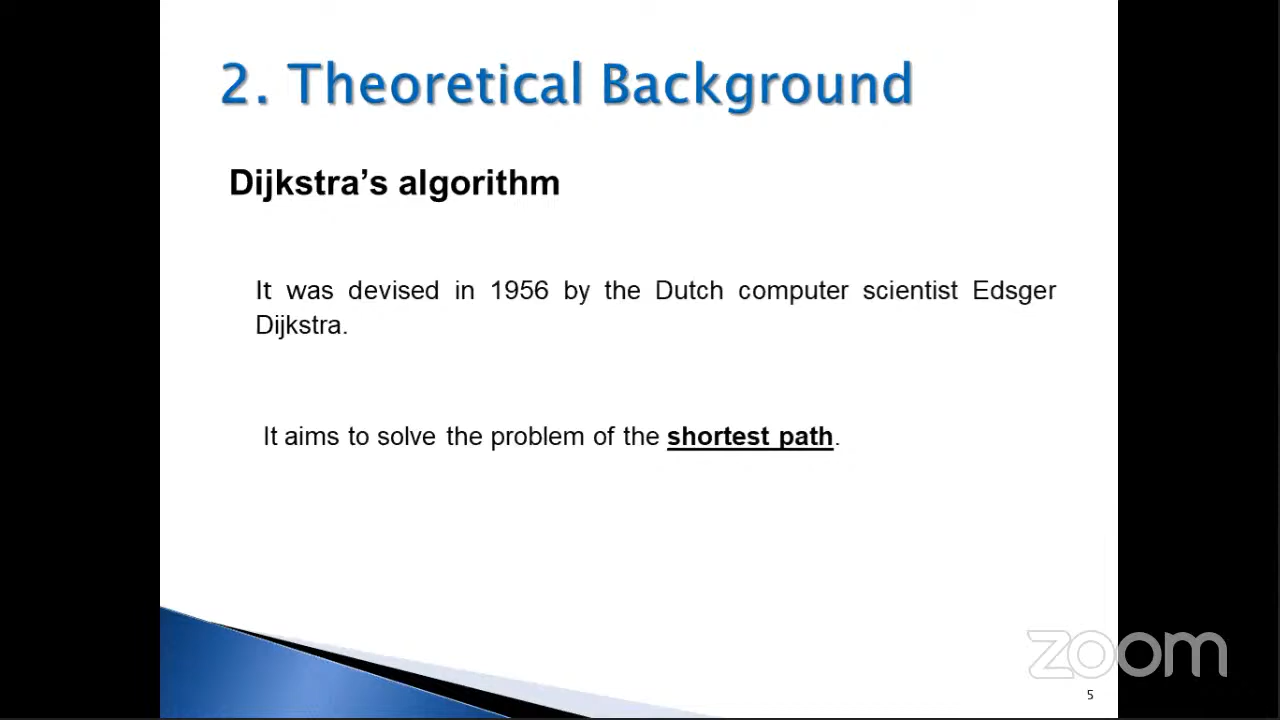 2. Theoretical Background
Dijkstra’s algorithm
It was devised in 1956 by the Dutch computer scientist Edsger
Dijkstra.
It aims to solve the problem of the shortest path.
zoom
5